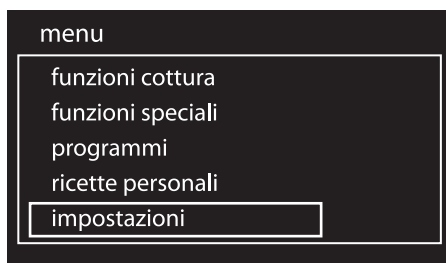 menu
funzioni cottura
funzioni speciali
programmi
ricette personali
impostazioni